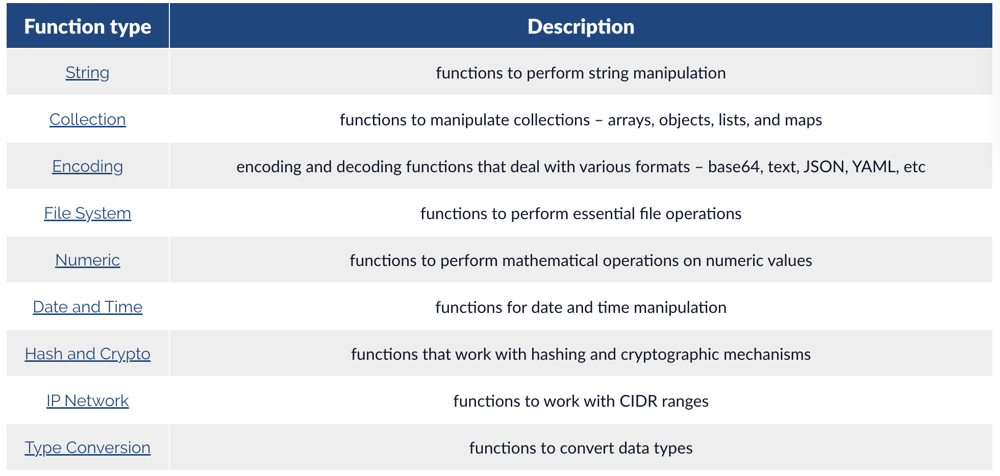 Function type Description
String functions to perform string manipulation
Collection functions to manipulate collections – arrays, objects, lists, and maps
Encoding encoding and decoding functions that deal with various formats – base64, text, JSON, YAML, etc
File System functions to perform essential file operations
Numeric functions to perform mathematical operations on numeric values
Date and Time functions for date and time manipulation
Hash and Crypto functions that work with hashing and cryptographic mechanisms
IP Network functions to work with CIDR ranges
Type Conversion functions to convert data types